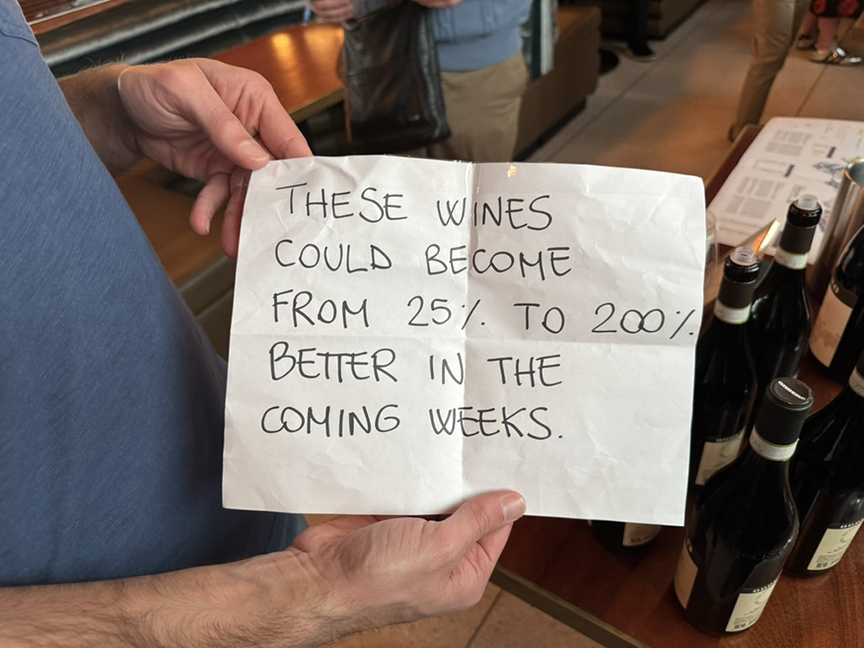 THESE WINES
COULD BECOME
FROM 25% TO 200%
BETTER IN THE
COMING WEEKS.